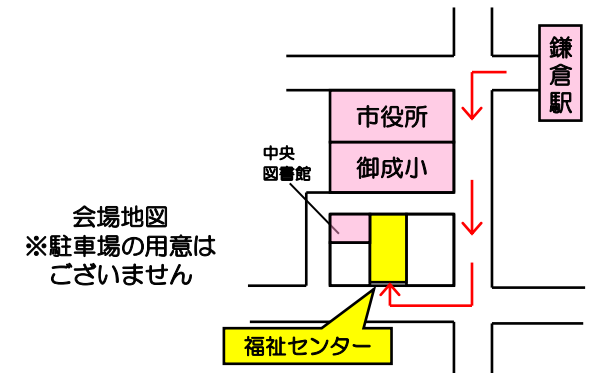 鎌倉駅
市役所
御成小
中央
図書館
会場地図
※駐車場の用意は
ございません
福祉センター